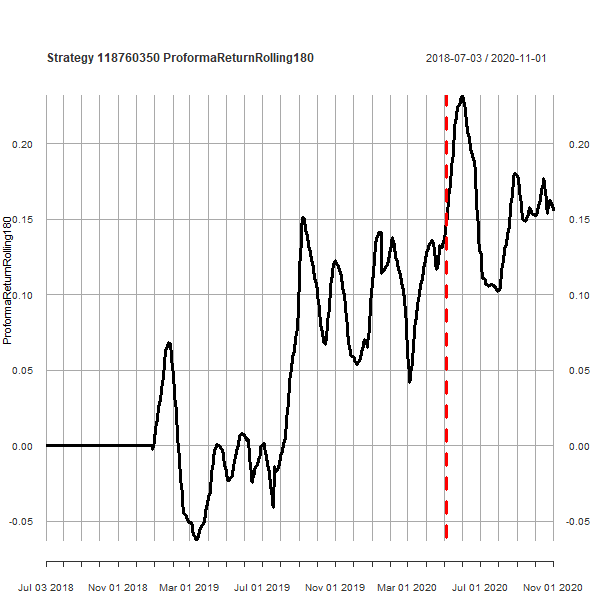 Strategy 118760350 ProformaReturnRolling180
2018-07-03 / 2020-11-01
ProformaReturnRolling180
0.20
0.15
0.10
0.05
0.00
-0.05
0.20
0.15
0.10
0.05
0.00
-0.05
Jul 03 2018
Nov 01 2018
Mar 01 2019
Jul 01 2019
Nov 01 2019
Mar 01 2020
Jul 01 2020
Nov 01 2020